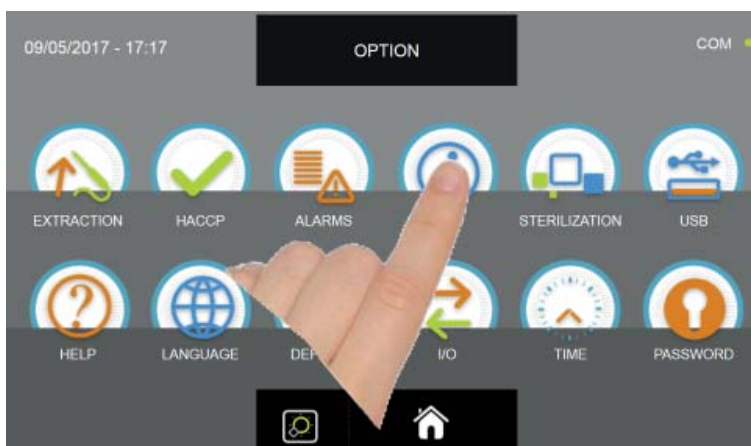 09/05/2017 - 17:17
OPTION
COM
EXTRACTION
HACCP
ALARMS
STERILIZATION
USB
HELP
LANGUAGE
I/O
TIME
PASSWORD